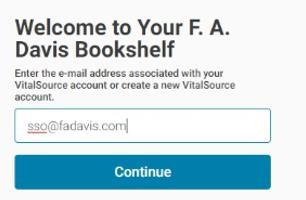 Welcome to Your F. A.
Davis Bookshelf
Enter the e-mail address associated with your
VitalSource account or create a new VitalSource
account.
sso@fadavis.com
Continue